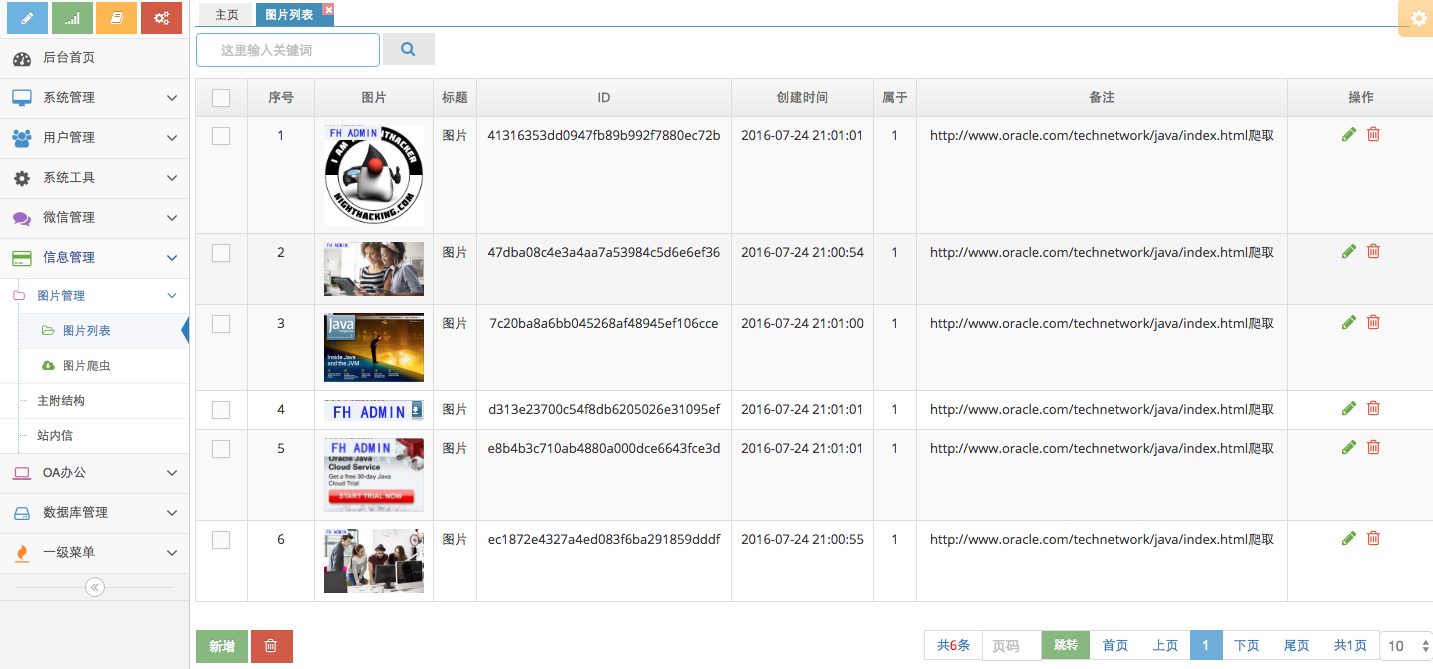 主页 图片列表
这里输入关键词
后台首页
系统管理
用户管理
系统工具
微信管理
信息管理
图片管理
图片列表
图片爬虫
主附结构
站内信
OA办公
数据库管理
一级菜单
序号 图片 标题 ID 创建时间 属于 备注 操作
1 FH ADMIN 图片 41316353dd0947fb89b992f7880ec72b 2016-07-24 21:01:01 1 http://www.oracle.com/technetwork/java/index.html爬取
I AM A NIGHTHACKER
NIGHTHACKING.COM
2 FH ADMIN 图片 47dba08c4e3a4aa7a53984c5d6e6ef36 2016-07-24 21:00:54 1 http://www.oracle.com/technetwork/java/index.html爬取
3 java 图片 7c20ba8a6bb045268af48945ef106cce 2016-07-24 21:01:00 1 http://www.oracle.com/technetwork/java/index.html爬取
Inside Java
and the JVM
4 FH ADMIN 图片 d313e23700c54f8db6205026e31095ef 2016-07-24 21:01:01 1 http://www.oracle.com/technetwork/java/index.html爬取
5 FH ADMIN 图片 e8b4b3c710ab4880a000dce6643fce3d 2016-07-24 21:01:01 1 http://www.oracle.com/technetwork/java/index.html爬取
Oracle Java
Cloud Service
Get a free 30-day Java
Cloud Trial
START TRIAL NOW
6 FH ADMIN 图片 ec1872e4327a4ed083f6ba291859dddf 2016-07-24 21:00:55 1 http://www.oracle.com/technetwork/java/index.html爬取
新增 共6条 页码 跳转 首页 上页 1 下页 尾页 共1页 10